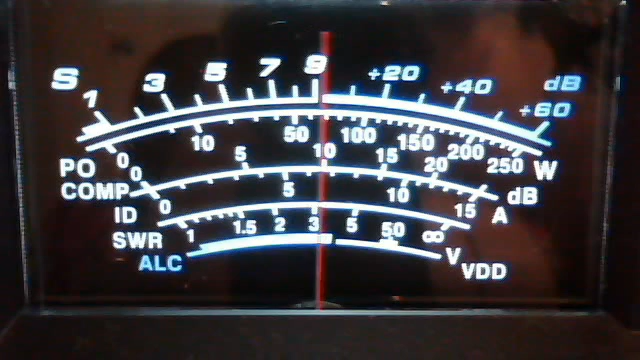 S 1 3 5 7 9 +20 +40 +60 dB
PO 0 10 50 100 150 200 250 W
COMP 0 5 10 15 20 dB
ID 0 5 10 15 A
SWR 1 1.5 2 3 5 ∞
ALC 50 V VDD